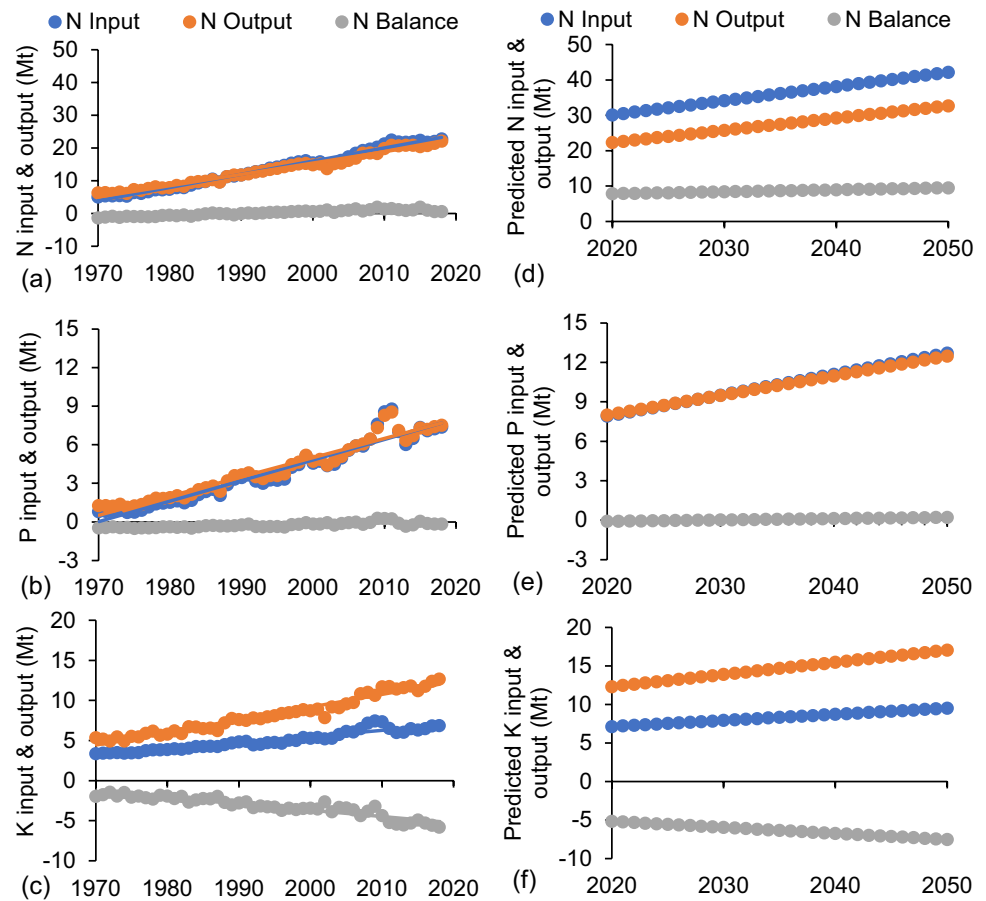 N Input N Output N Balance
N input & output (Mt)
50
40
30
20
10
0
-10
(a)
1970 1980 1990 2000 2010 2020
P input & output (Mt)
15
12
9
6
3
0
-3
(b)
1970 1980 1990 2000 2010 2020
K input & output (Mt)
20
15
10
5
0
-5
-10
(c)
1970 1980 1990 2000 2010 2020
N Input N Output N Balance
Predicted N input &
output (Mt)
50
40
30
20
10
0
(d)
2020 2030 2040 2050
Predicted P input &
output (Mt)
15
12
9
6
3
0
-3
(e)
2020 2030 2040 2050
Predicted K input &
output (Mt)
20
15
10
5
0
-5
-10
(f)
2020 2030 2040 2050